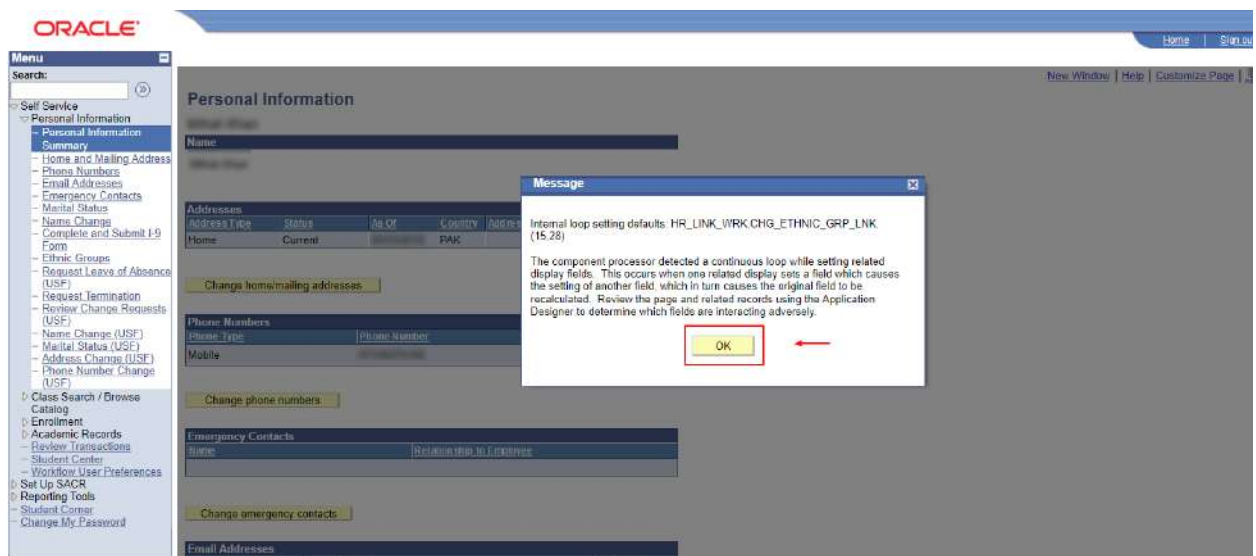 ORACLE
Home | Sign ou
Menu
Search:
Self Service
Personal Information
Personal Information
Summary
Home and Mailing Address
Phone Numbers
Email Addresses
Emergency Contacts
Marital Status
Name Change
Complete and Submit I-9
Form
Ethnic Groups
Request Leave of Absence
(USF)
Request Termination
Review Change Requests
(USF)
Name Change (USF)
Marital Status (USF)
Address Change (USF)
Phone Number Change
(USF)
Class Search / Browse
Catalog
Enrollment
Academic Records
Review Transactions
Student Center
Workflow User Preferences
Set Up SACR
Reporting Tools
Student Corner
Change My Password
New Window | Help | Customize Page |
Personal Information
Name
Addresses
Address Type Status As Of Country Addres
Home Current PAK
Change home/mailing addresses
Phone Numbers
Phone Type Phone Number
Mobile
Change phone numbers
Emergency Contacts
Name Relationship to Employee
Change emergency contacts
Email Addresses
Message
Internal loop setting defaults: HR_LINK_WRK.CHG_ETHNIC_GRP_LNK.
(15,28)
The component processor detected a continuous loop while setting related
display fields. This occurs when one related display sets a field which causes
the setting of another field, which in turn causes the original field to be
recalculated. Review the page and related records using the Application
Designer to determine which fields are interacting adversely.
OK